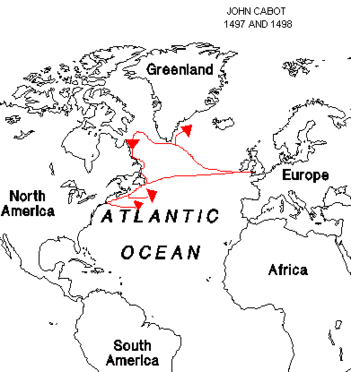 JOHN CABOT
1497 AND 1498
Greenland
Europe
North
America
ATLANTIC
OCEAN
Africa
South
America